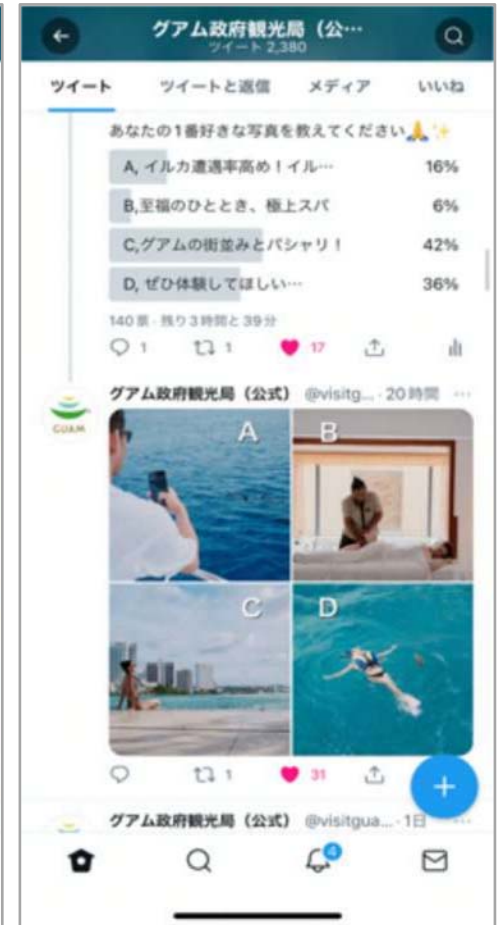 グアム政府観光局（公…
ツイート 2,380
ツイート ツイートと返信 メディア いいね
あなたの1番好きな写真を教えてください🙏✨
A, イルカ遭遇率高め！イル… 16%
B,至福のひととき、極上スパ 6%
C,グアムの街並みとパシャリ！ 42%
D, ぜひ体験してほしい… 36%
140票・残り3時間と39分
1 1 17
グアム政府観光局（公式） @visitg…・20時間 …
GUAM
A B
C D
1 31
グアム政府観光局（公式） @visitgua…・1日 …
4